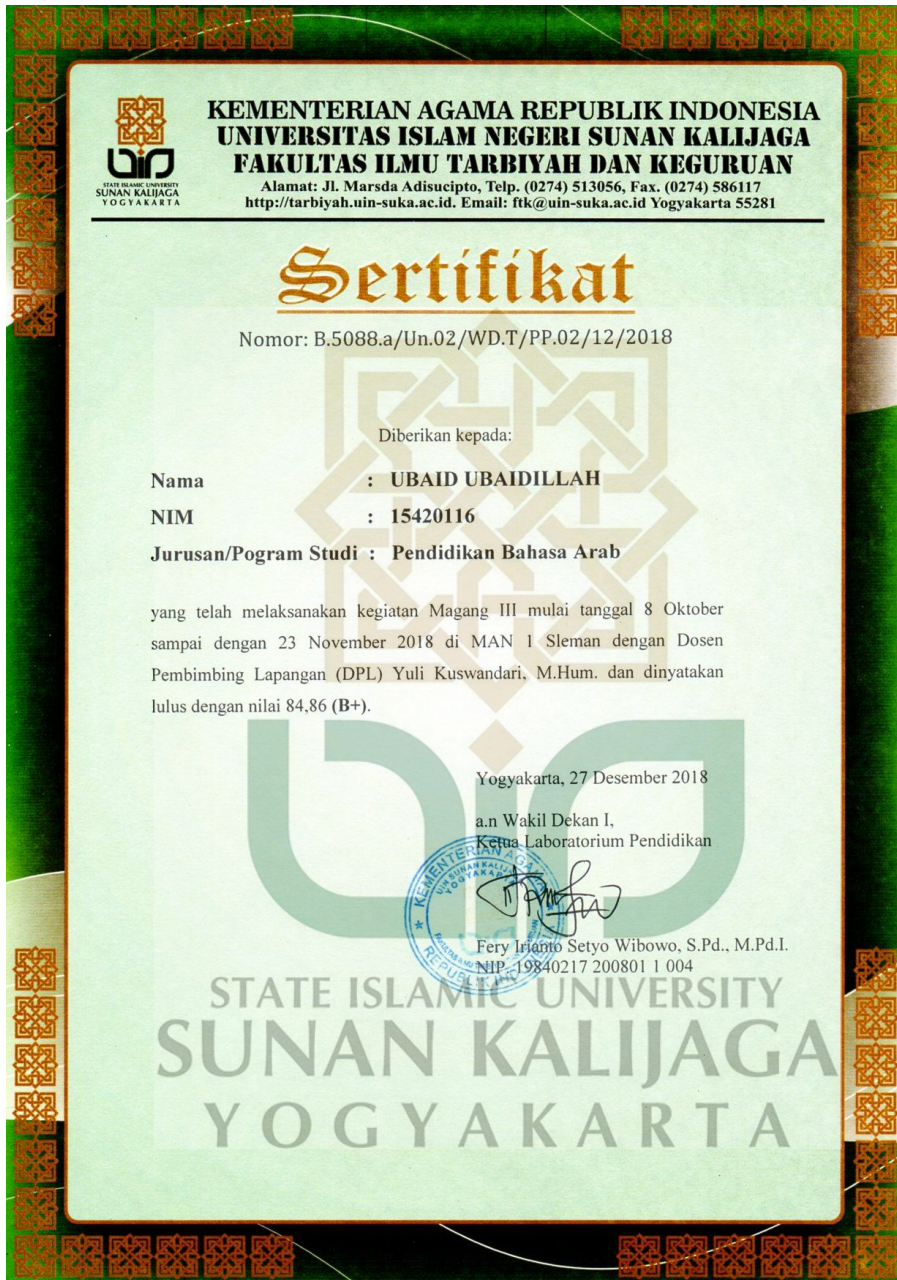 KEMENTERIAN AGAMA REPUBLIK INDONESIA
UNIVERSITAS ISLAM NEGERI SUNAN KALIJAGA
FAKULTAS ILMU TARBIYAH DAN KEGURUAN
Alamat: Jl. Marsda Adisucipto, Telp. (0274) 513056, Fax. (0274) 586117
http://tarbiyah.uin-suka.ac.id. Email: ftk@uin-suka.ac.id Yogyakarta 55281
STATE ISLAMIC UNIVERSITY
SUNAN KALIJAGA
YOGYAKARTA
Sertifikat
Nomor: B.5088.a/Un.02/WD.T/PP.02/12/2018
Diberikan kepada:
Nama : UBAID UBAIDILLAH
NIM : 15420116
Jurusan/Pogram Studi : Pendidikan Bahasa Arab
yang telah melaksanakan kegiatan Magang III mulai tanggal 8 Oktober
sampai dengan 23 November 2018 di MAN 1 Sleman dengan Dosen
Pembimbing Lapangan (DPL) Yuli Kuswandari, M.Hum. dan dinyatakan
lulus dengan nilai 84,86 (B+).
Yogyakarta, 27 Desember 2018
a.n Wakil Dekan I,
Ketua Laboratorium Pendidikan
KEMENTERIAN AGAMA
REPUBLIK INDONESIA
UIN SUNAN KALIJAGA
YOGYAKARTA
Fery Irianto Setyo Wibowo, S.Pd., M.Pd.I.
NIP. 19840217 200801 1 004
STATE ISLAMIC UNIVERSITY
SUNAN KALIJAGA
YOGYAKARTA